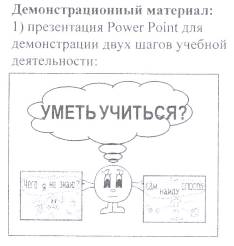 Демонстрационный материал:
1) презентация Power Point для
демонстрации двух шагов учебной
деятельности:
УМЕТЬ УЧИТЬСЯ?
Чего я не знаю?
Сам найду способ